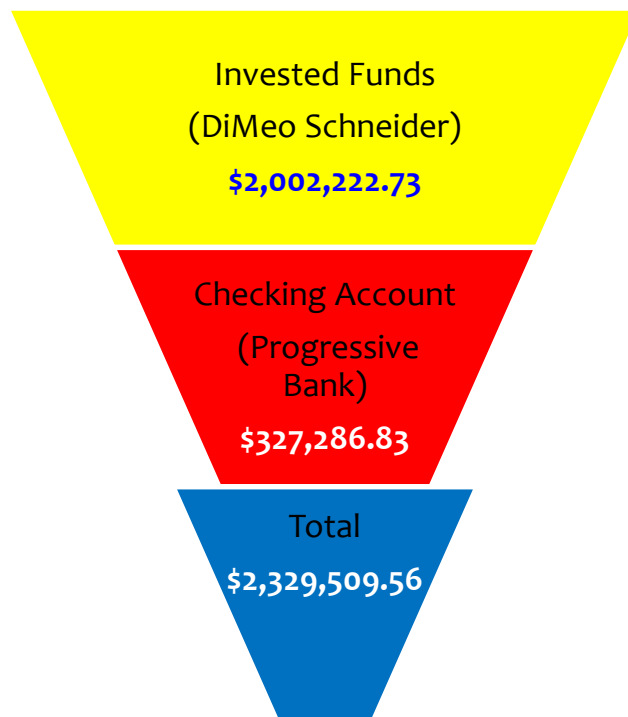 Invested Funds
(DiMeo Schneider)
$2,002,222.73
Checking Account
(Progressive
Bank)
$327,286.83
Total
$2,329,509.56